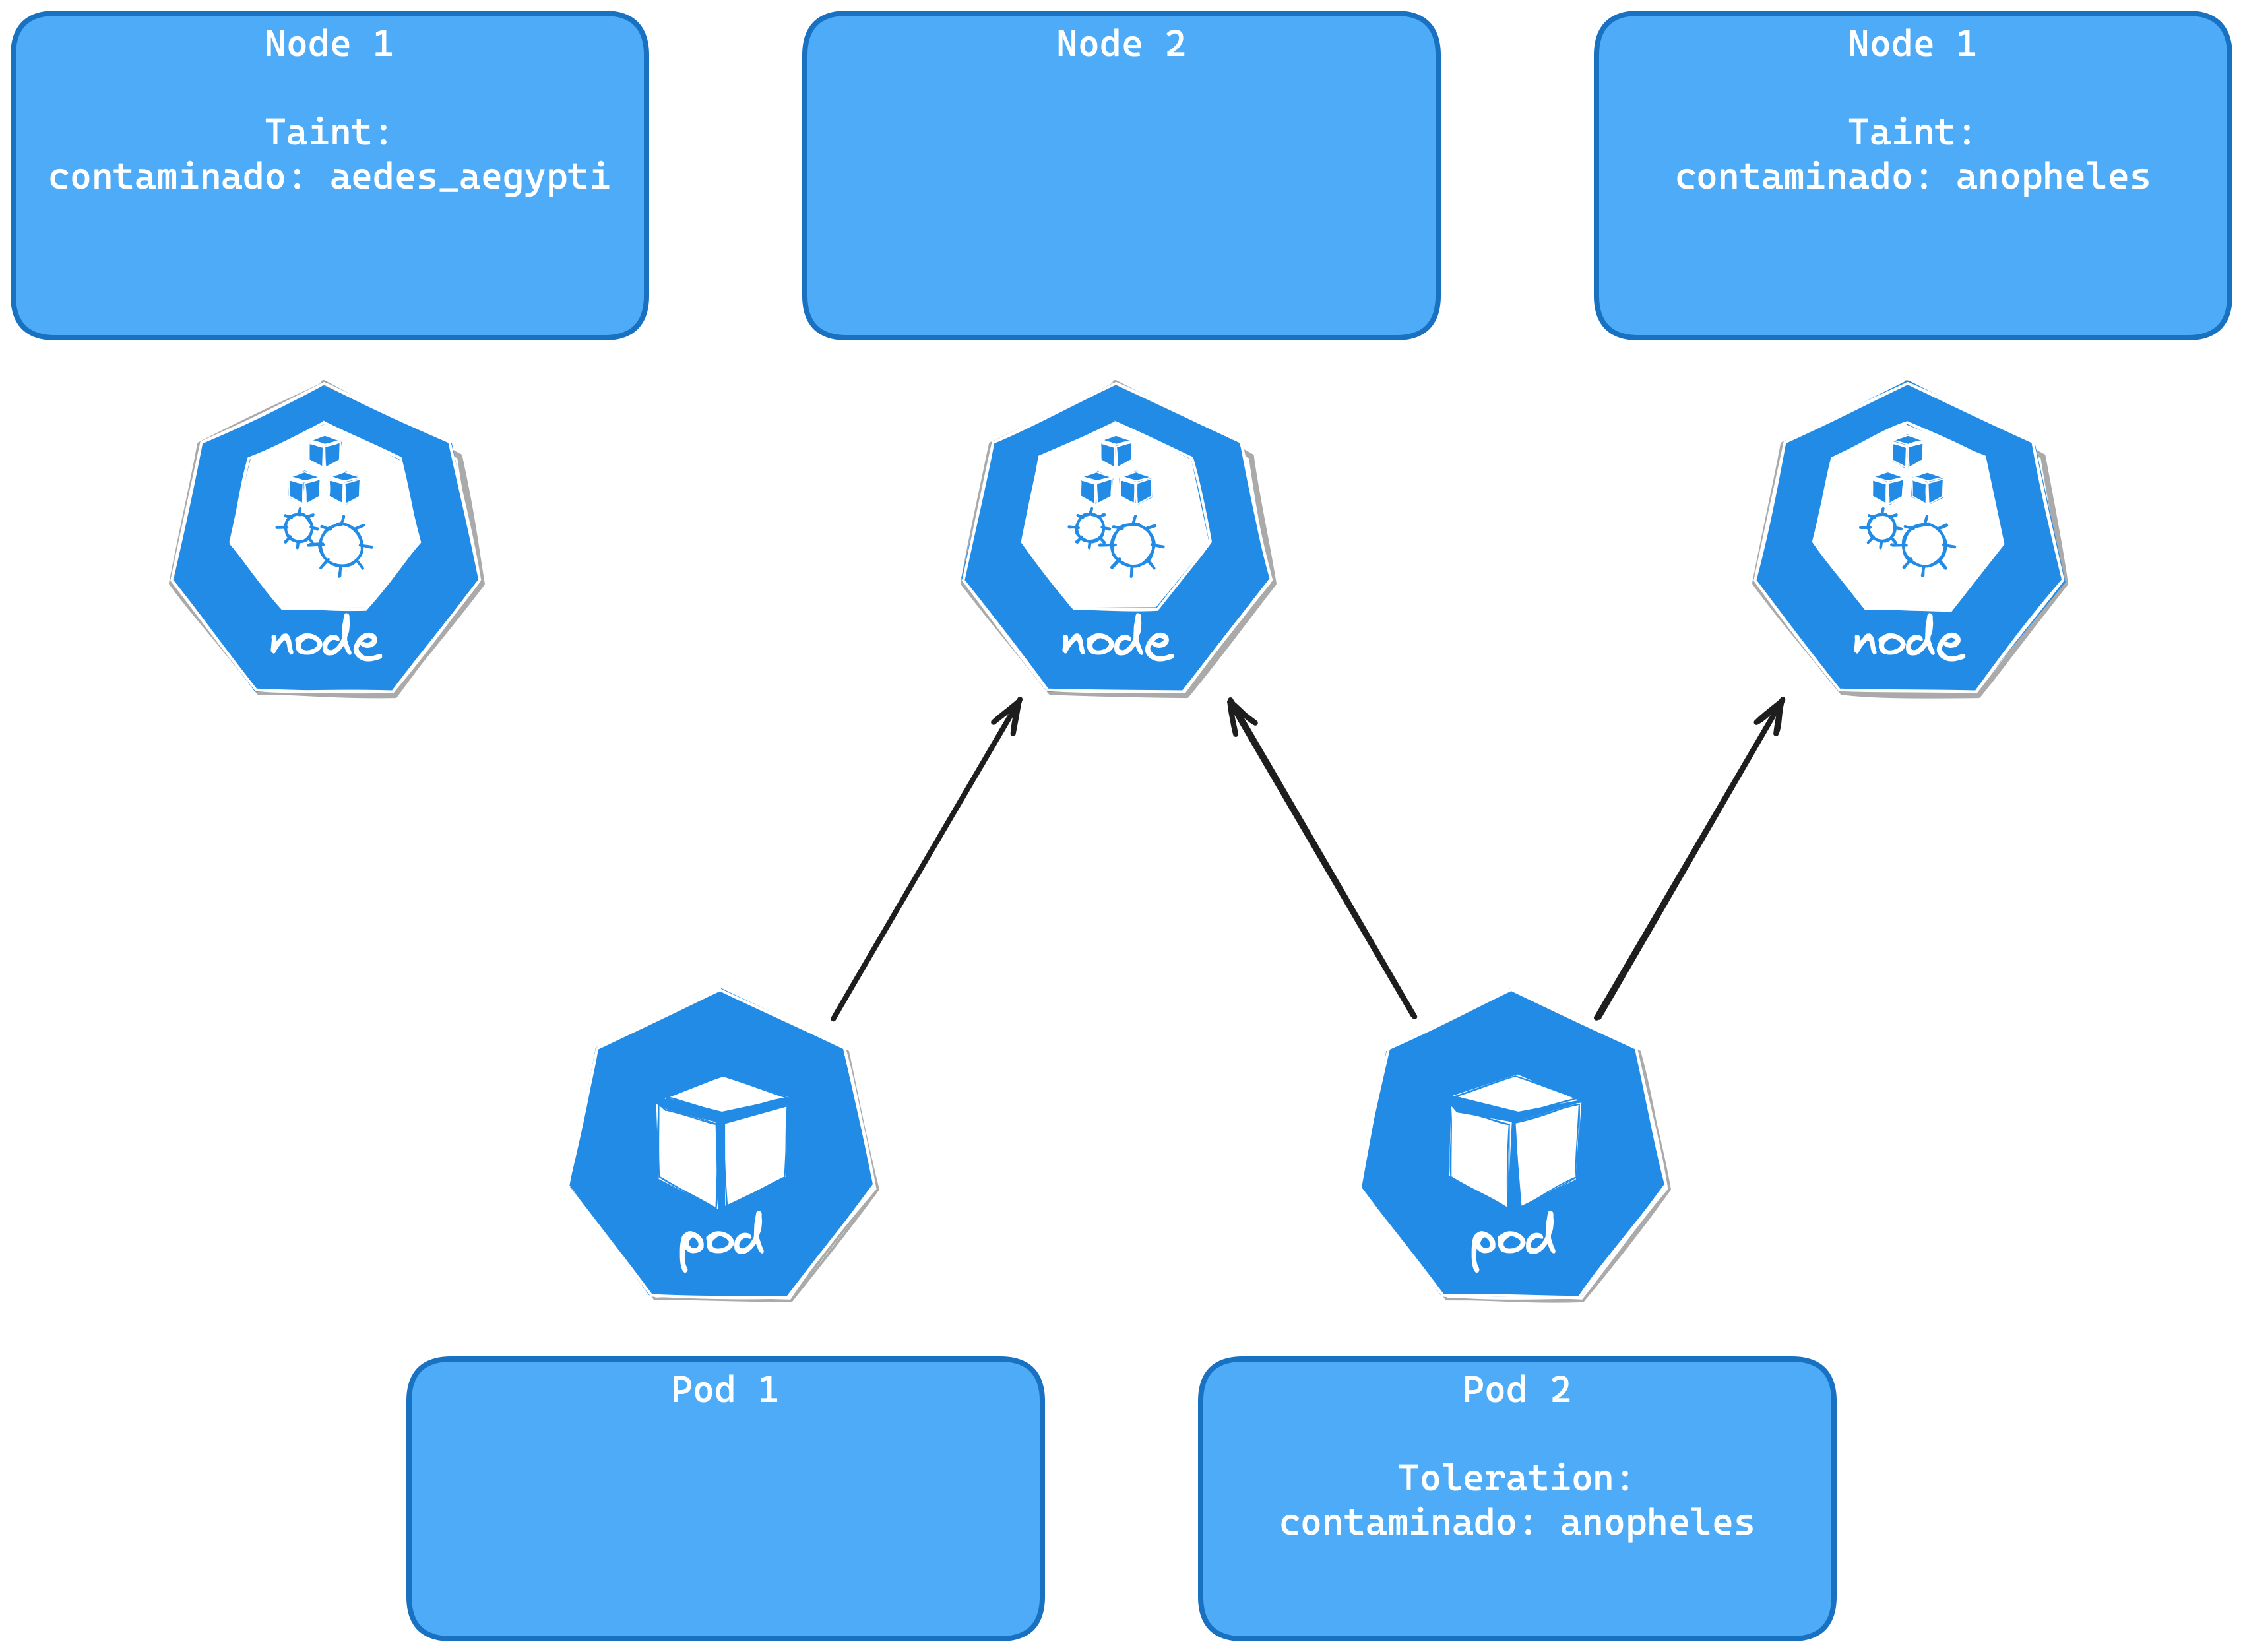 Node 1
Taint:
contaminado: aedes_aegypti
Node 2
Node 1
Taint:
contaminado: anopheles
node
node
node
pod
pod
Pod 1
Pod 2
Toleration:
contaminado: anopheles